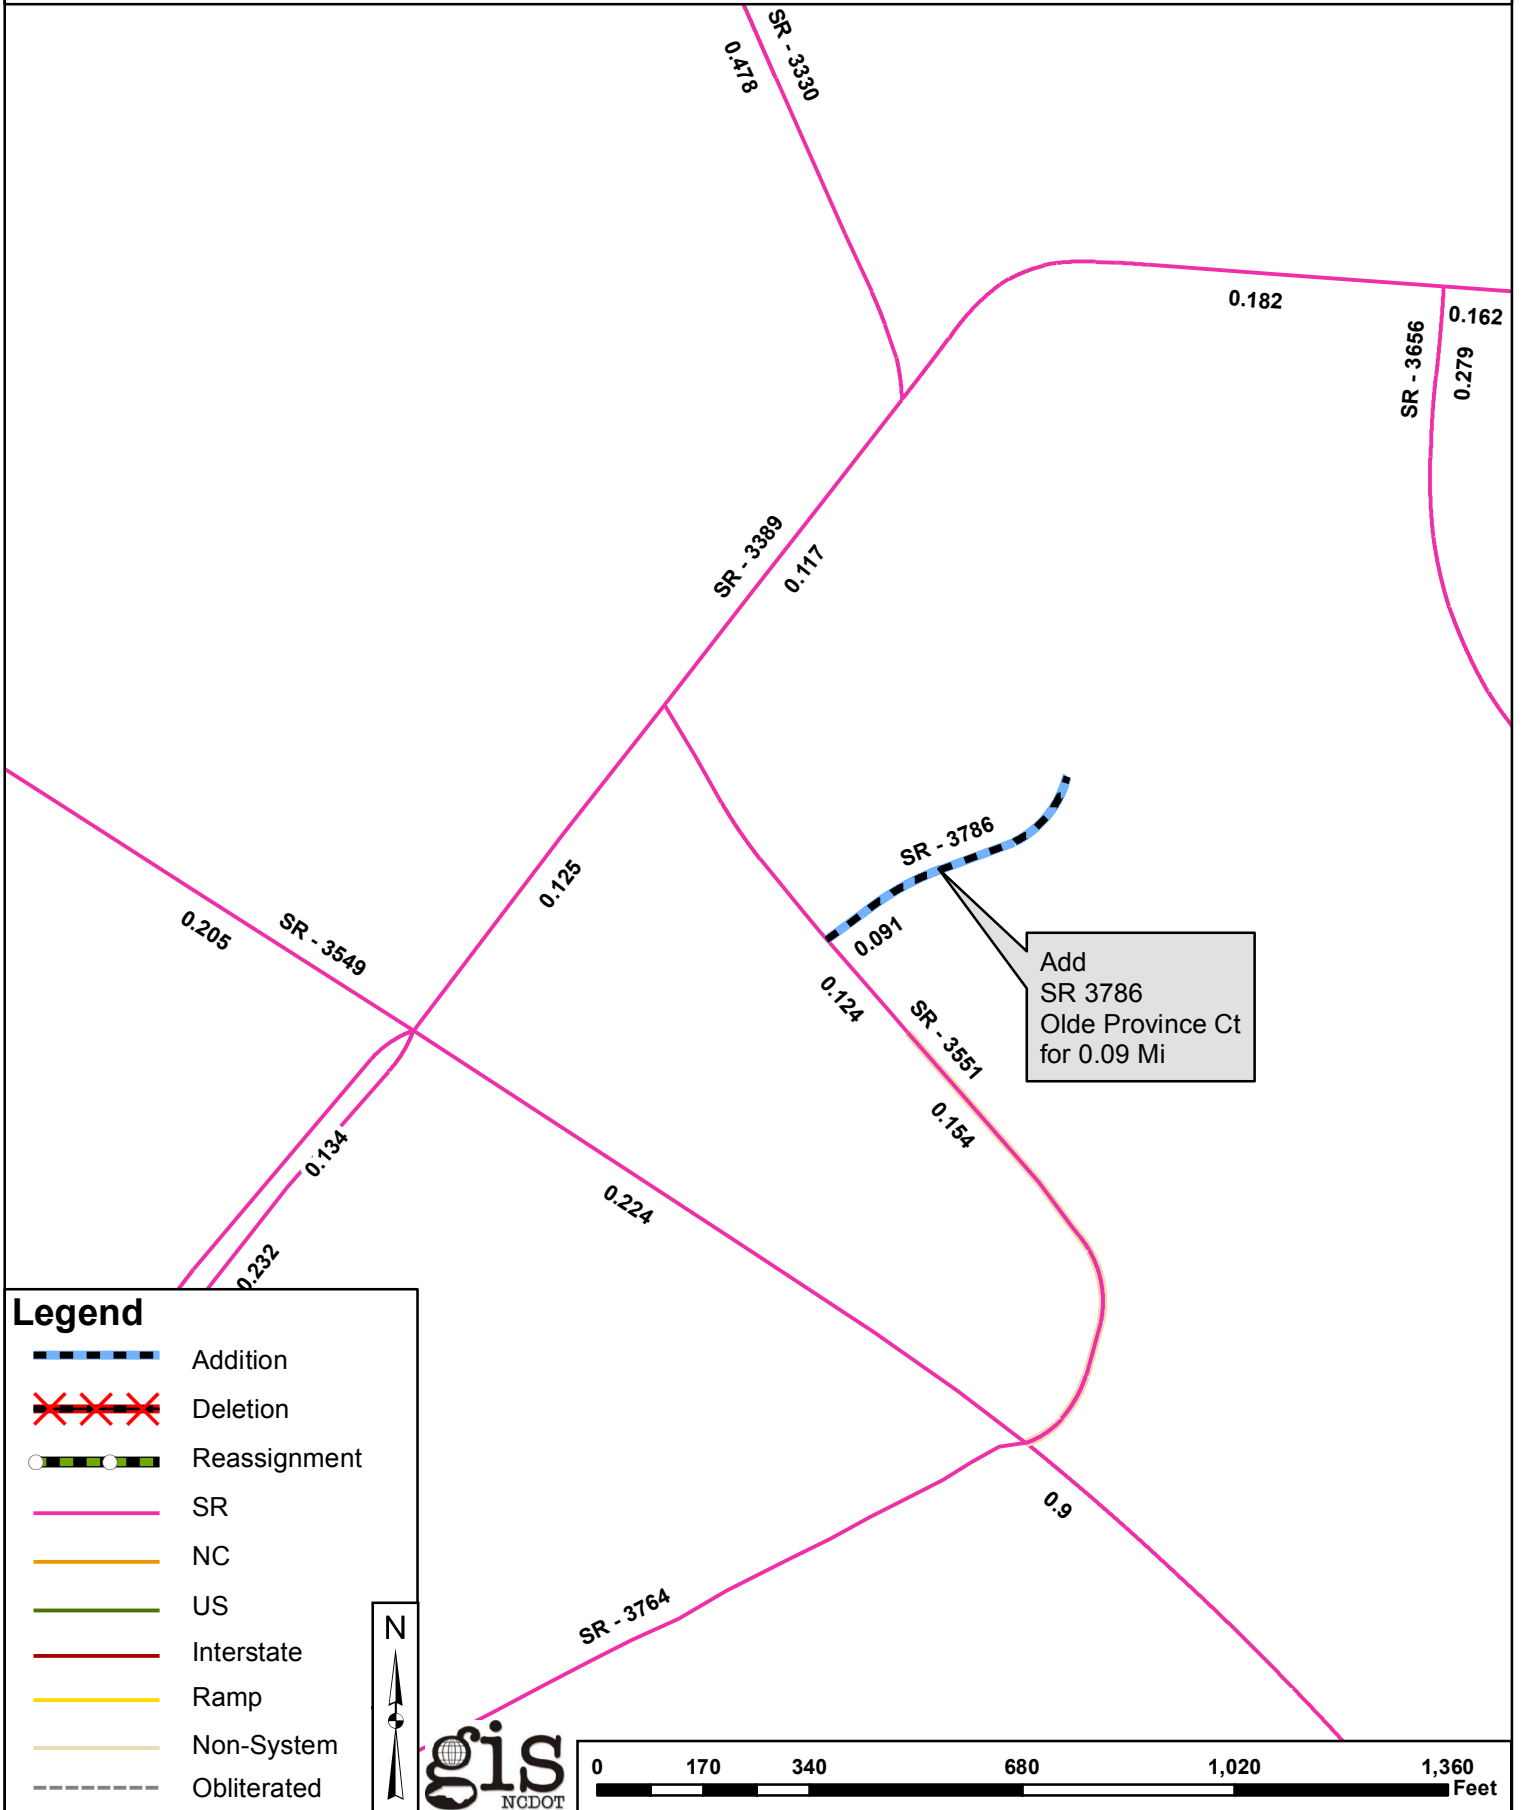 SR - 3330
0.478
0.182
0.162
SR - 3656
0.279
SR - 3389
0.117
SR - 3786
0.125
0.091
0.205
SR - 3549
Add
SR 3786
Olde Province Ct
for 0.09 Mi
0.124
SR - 3551
0.154
0.134
0.224
0.232
Legend
Addition
Deletion
Reassignment
SR
NC
US
Interstate
Ramp
Non-System
Obliterated
0.9
SR - 3764
N
gis
NCDOT
0 170 340 680 1,020 1,360
Feet